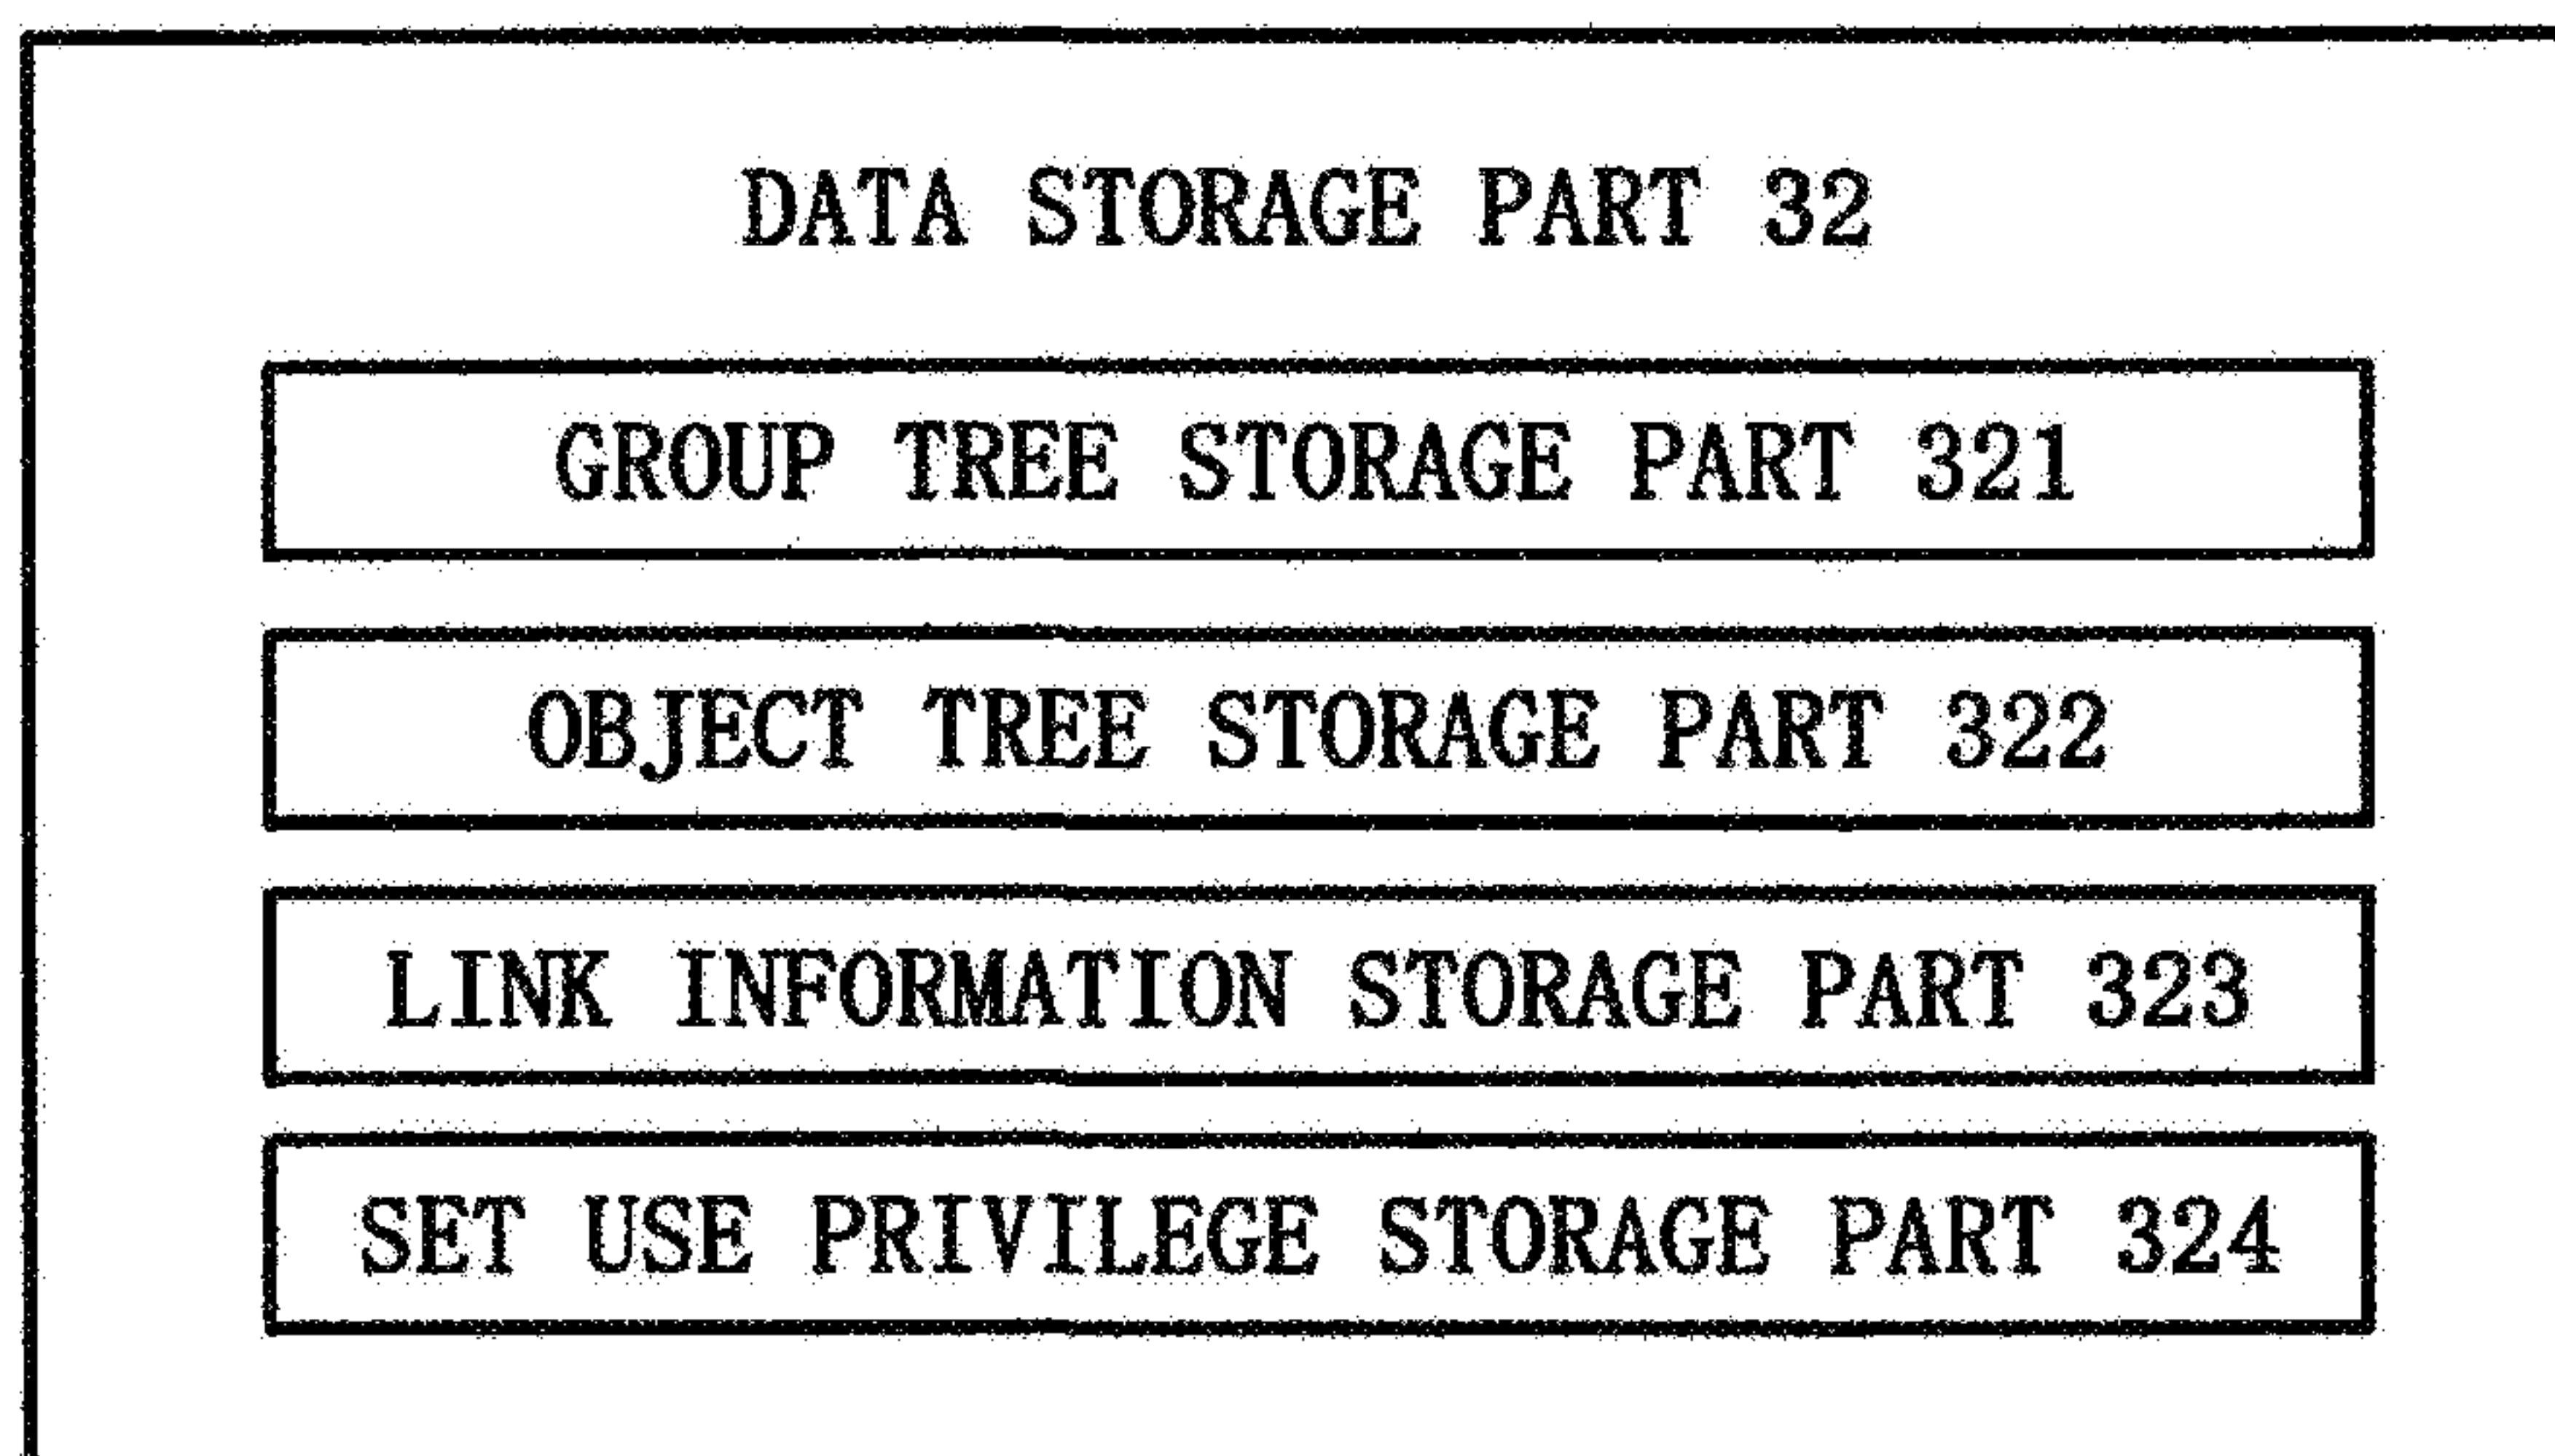 DATA STORAGE PART 32
GROUP TREE STORAGE PART 321
OBJECT TREE STORAGE PART 322
LINK INFORMATION STORAGE PART 323
SET USE PRIVILEGE STORAGE PART 324